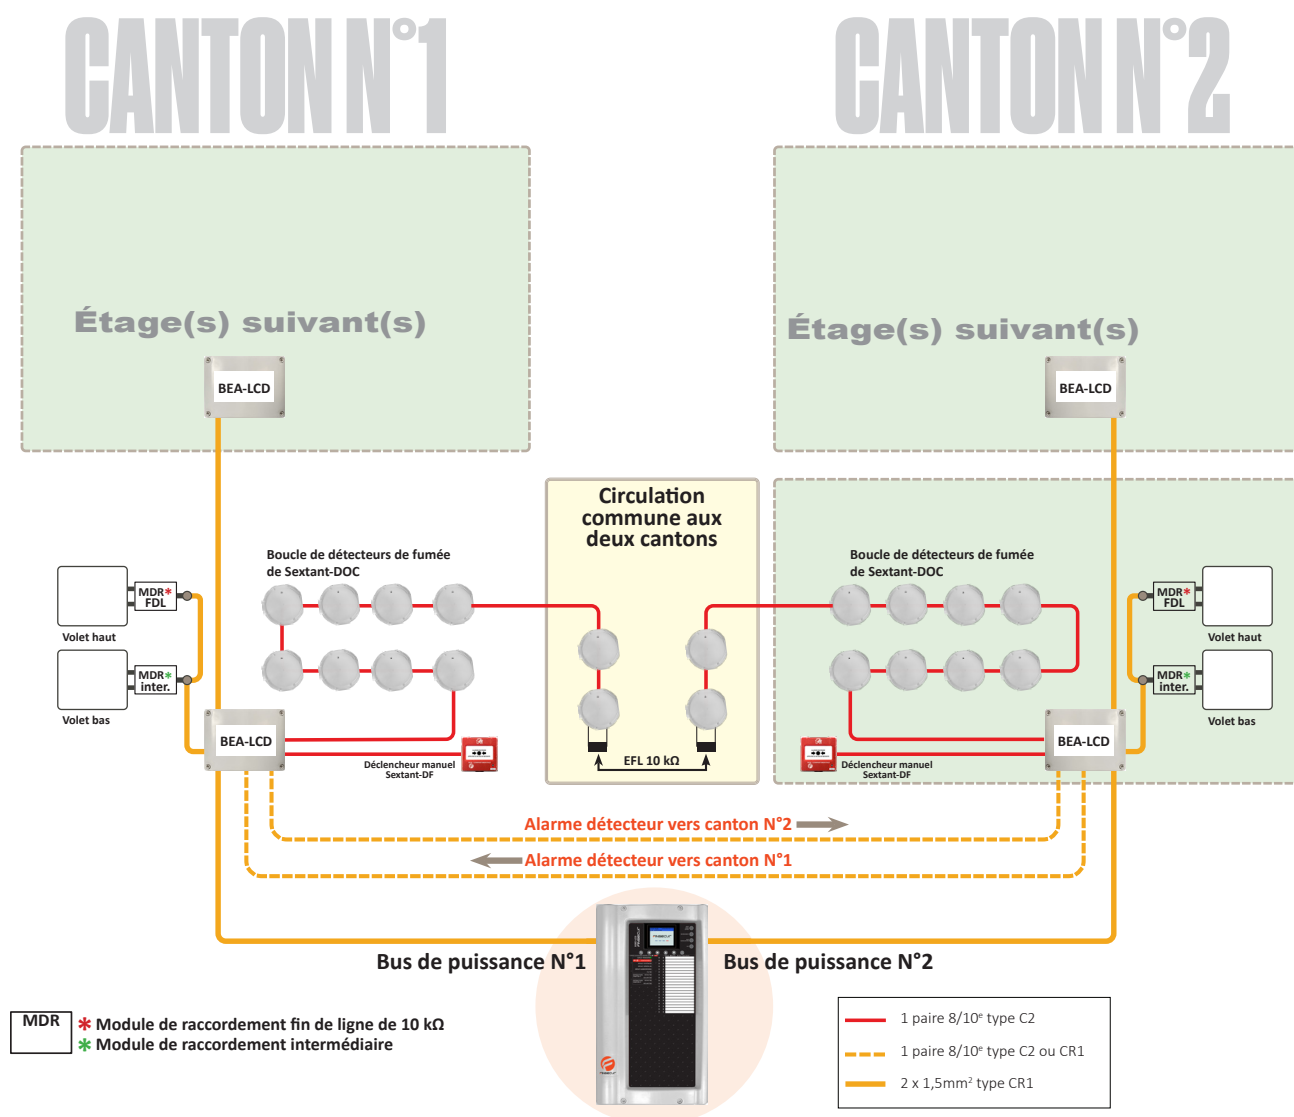 CANTON N°1
CANTON N°2
Étage(s) suivant(s)
Étage(s) suivant(s)
BEA-LCD
BEA-LCD
Circulation
commune aux
deux cantons
Boucle de détecteurs de fumée
de Sextant-DOC
Boucle de détecteurs de fumée
de Sextant-DOC
MDR*
FDL
Volet haut
MDR*
inter.
Volet bas
MDR*
FDL
Volet haut
MDR*
inter.
Volet bas
BEA-LCD
BEA-LCD
Déclencheur manuel
Sextant-DF
EFL 10 kΩ
Déclencheur manuel
Sextant-DF
Alarme détecteur vers canton N°2
Alarme détecteur vers canton N°1
Bus de puissance N°1
Bus de puissance N°2
MDR
* Module de raccordement fin de ligne de 10 kΩ
* Module de raccordement intermédiaire
1 paire 8/10e type C2
1 paire 8/10e type C2 ou CR1
2 x 1,5mm² type CR1